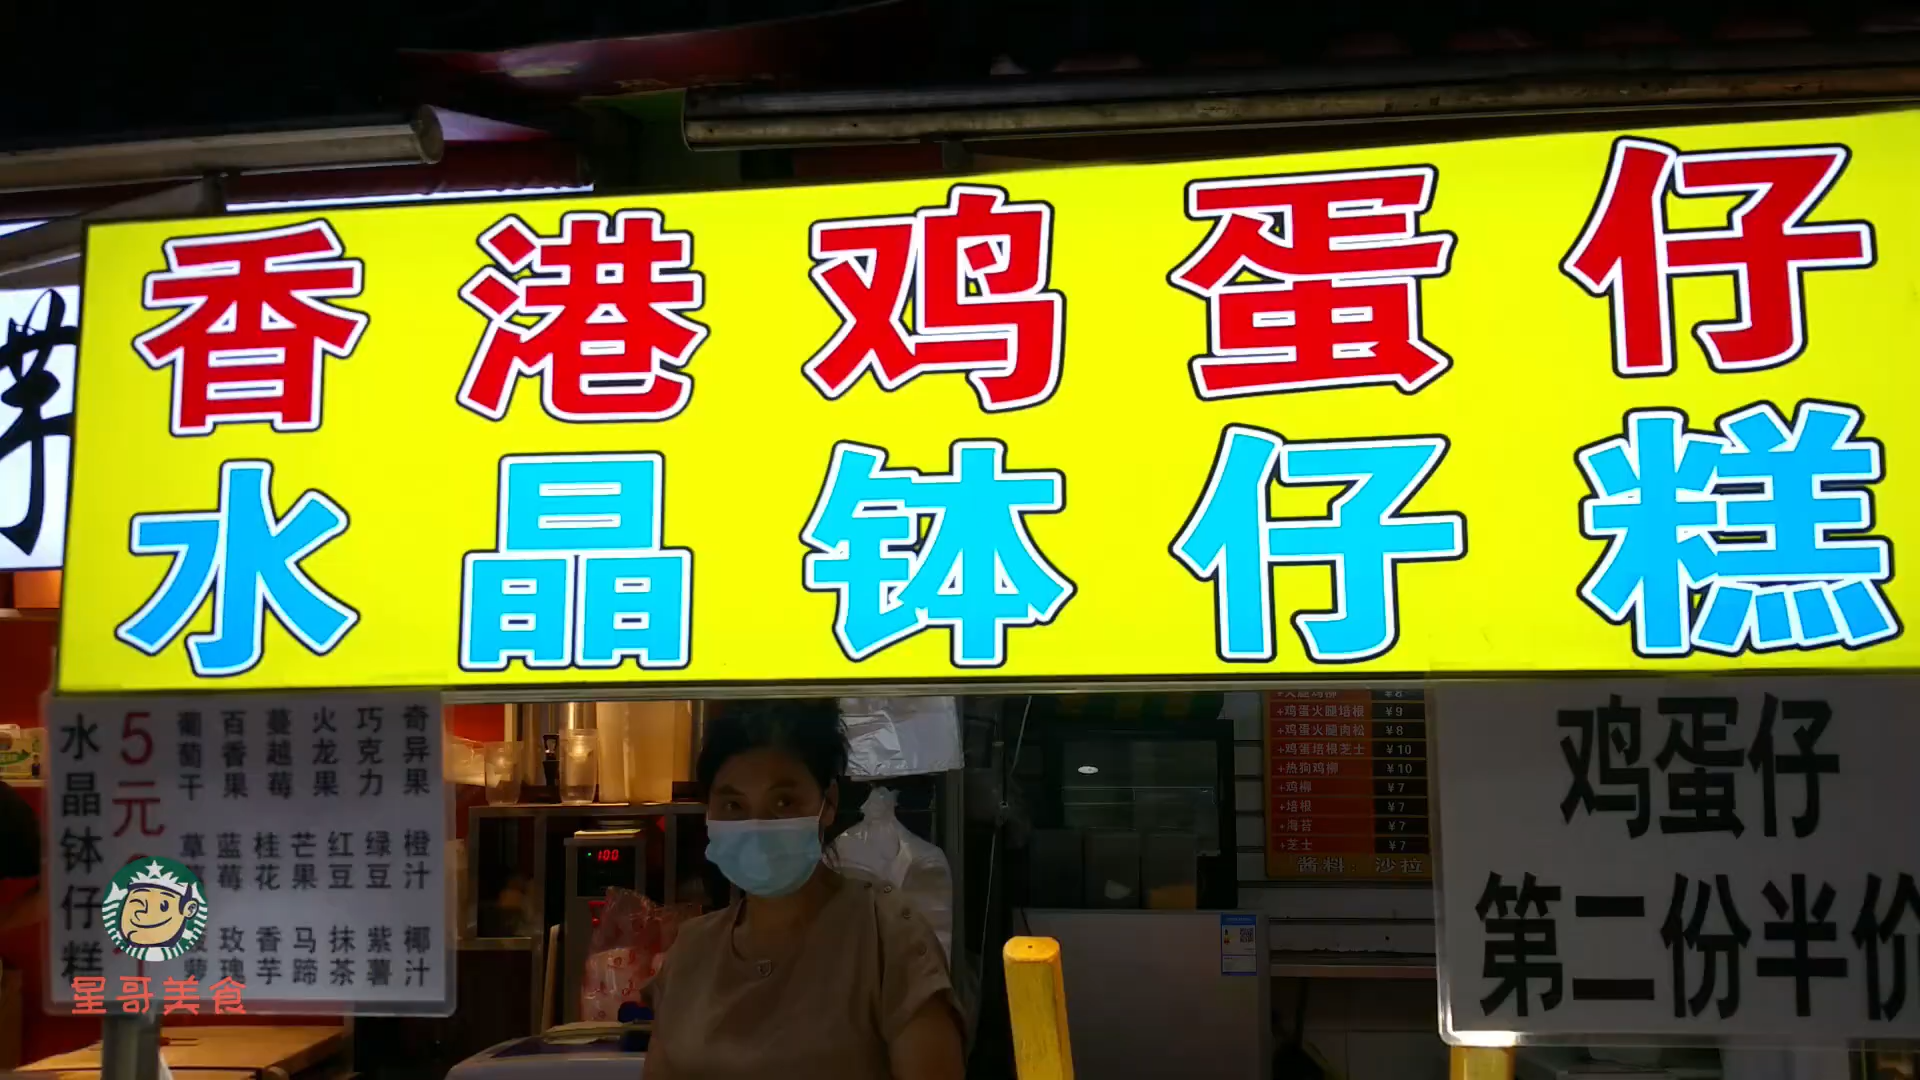 香港鸡蛋仔
水晶钵仔糕
水晶钵仔糕
5元
葡萄干 百香果 蔓越莓 火龙果 巧克力 奇异果
蓝莓 桂花 芒果 红豆 绿豆 橙汁
玫瑰 香芋 马蹄 抹茶 紫薯 椰汁
星哥美食
100
+鸡蛋火腿培根 ¥9
+鸡蛋火腿肉松 ¥8
+鸡蛋培根芝士 ¥10
+热狗鸡柳 ¥10
+鸡柳 ¥7
+培根 ¥7
+海苔 ¥7
+芝士 ¥7
酱料：沙拉
鸡蛋仔
第二份半价